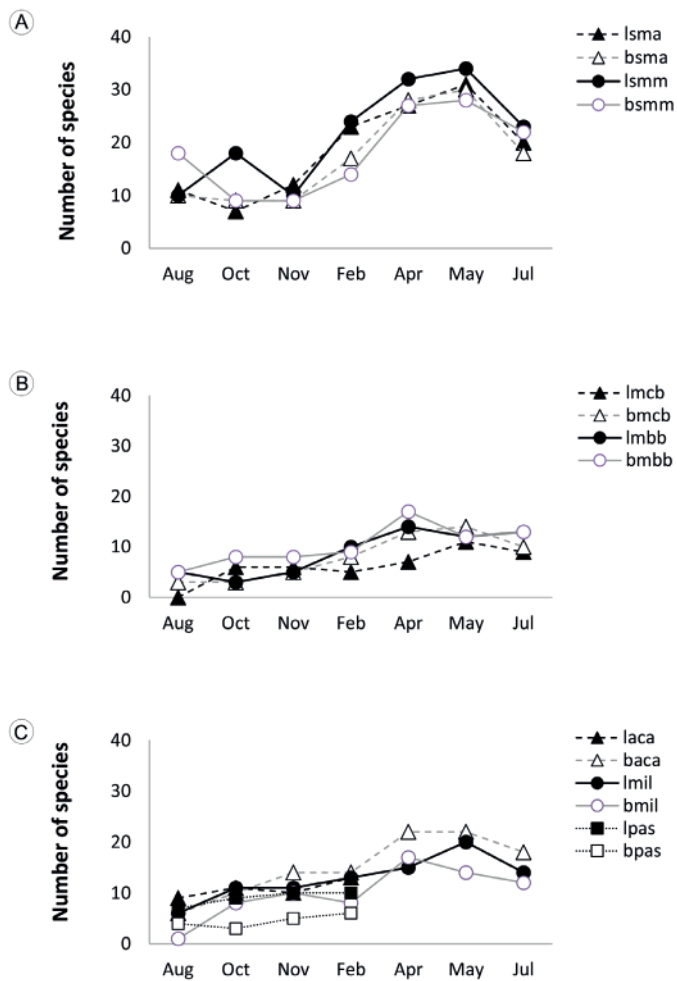 A
Number of species
40
30
20
10
0
Aug Oct Nov Feb Apr May Jul
lsma
bsma
lsmm
bsmm
B
Number of species
40
30
20
10
0
Aug Oct Nov Feb Apr May Jul
lmcb
bmcb
lmbb
bmbb
C
Number of species
40
30
20
10
0
Aug Oct Nov Feb Apr May Jul
laca
baca
lmil
bmil
lpas
bpas